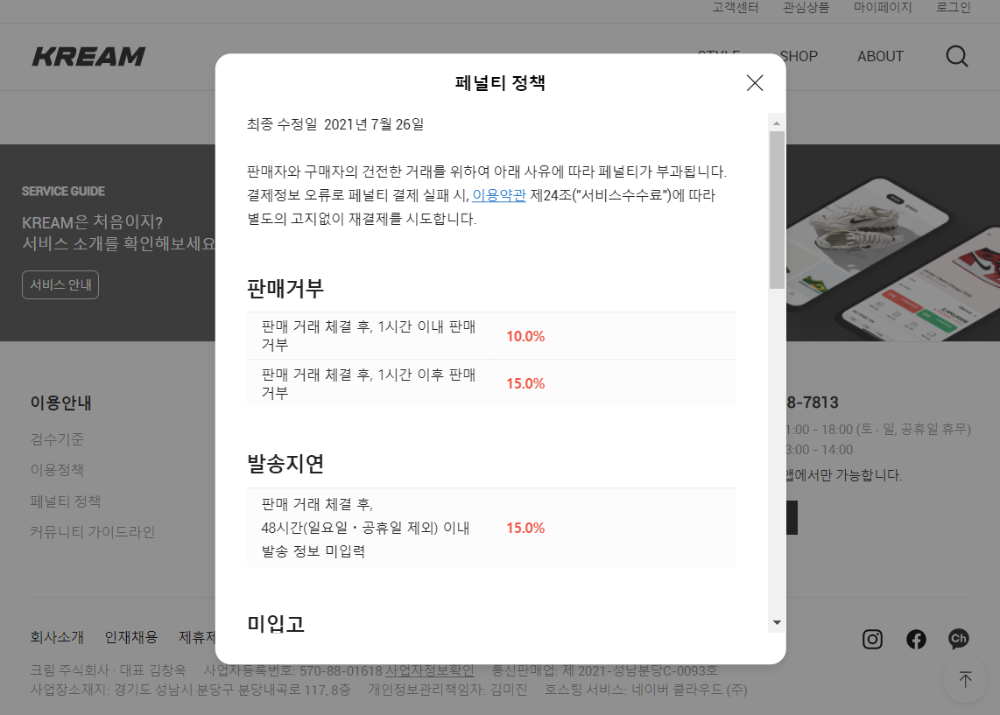 고객센터 관심상품 마이페이지 로그인
KREAM
STYLE SHOP ABOUT
페널티 정책
최종 수정일 2021년 7월 26일
판매자와 구매자의 건전한 거래를 위하여 아래 사유에 따라 페널티가 부과됩니다.
결제정보 오류로 페널티 결제 실패 시, 이용약관 제24조("서비스수수료")에 따라
별도의 고지없이 재결제를 시도합니다.
SERVICE GUIDE
KREAM은 처음이지?
서비스 소개를 확인해보세요
서비스 안내
판매거부
판매 거래 체결 후, 1시간 이내 판매
거부
10.0%
판매 거래 체결 후, 1시간 이후 판매
거부
15.0%
발송지연
판매 거래 체결 후,
48시간(일요일・공휴일 제외) 이내
발송 정보 미입력
15.0%
미입고
이용안내
검수기준
이용정책
페널티 정책
커뮤니티 가이드라인
8-7813
1:00 - 18:00 (토 · 일, 공휴일 휴무)
3:00 - 14:00
앱에서만 가능합니다.
회사소개 인재채용 제휴제
Ch
크림 주식회사 · 대표 김창욱 사업자등록번호: 570-88-01618 사업자정보확인 통신판매업: 제 2021-성남분당C-0093호
사업장소재지: 경기도 성남시 분당구 분당내곡로 117, 8층 개인정보관리책임자: 김미진 호스팅 서비스: 네이버 클라우드 (주)